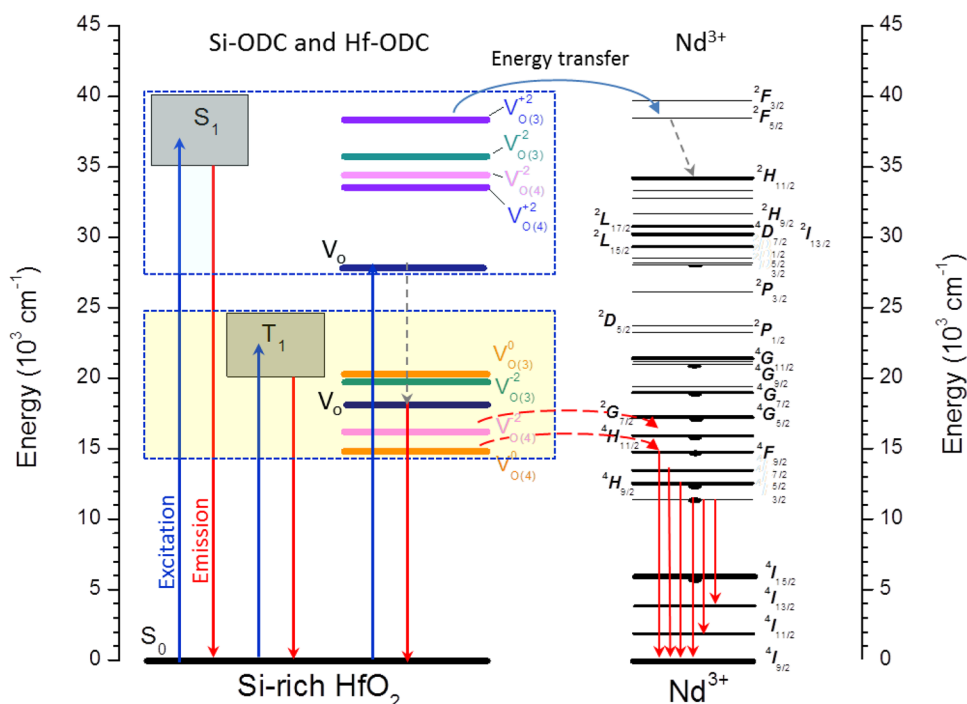 Si-ODC and Hf-ODC
Nd³⁺
Energy transfer
Energy (10³ cm⁻¹)
45
40
35
30
25
20
15
10
5
0
S₁
T₁
S₀
Excitation
Emission
V⁺²O(3)
V⁻²O(3)
V⁻²O(4)
V⁺²O(4)
Vₒ
V⁰O(3)
V⁻²O(3)
Vₒ
V⁻²O(4)
V⁰O(4)
Si-rich HfO₂
²F₃/₂
²F₅/₂
²H₁₁/₂
²H₉/₂
²L₁₇/₂
⁴D₇/₂
²I₁₃/₂
²L₁₅/₂
1/2
5/2
3/2
²P₃/₂
²D₅/₂
²P₁/₂
⁴G₁₁/₂
⁴G₉/₂
⁴G₇/₂
²G₇/₂
⁴G₅/₂
⁴H₁₁/₂
⁴F₉/₂
7/2
5/2
⁴H₉/₂
3/2
⁴I₁₅/₂
⁴I₁₃/₂
⁴I₁₁/₂
⁴I₉/₂
Nd³⁺
45
40
35
30
25
20
15
10
5
0
Energy (10³ cm⁻¹)